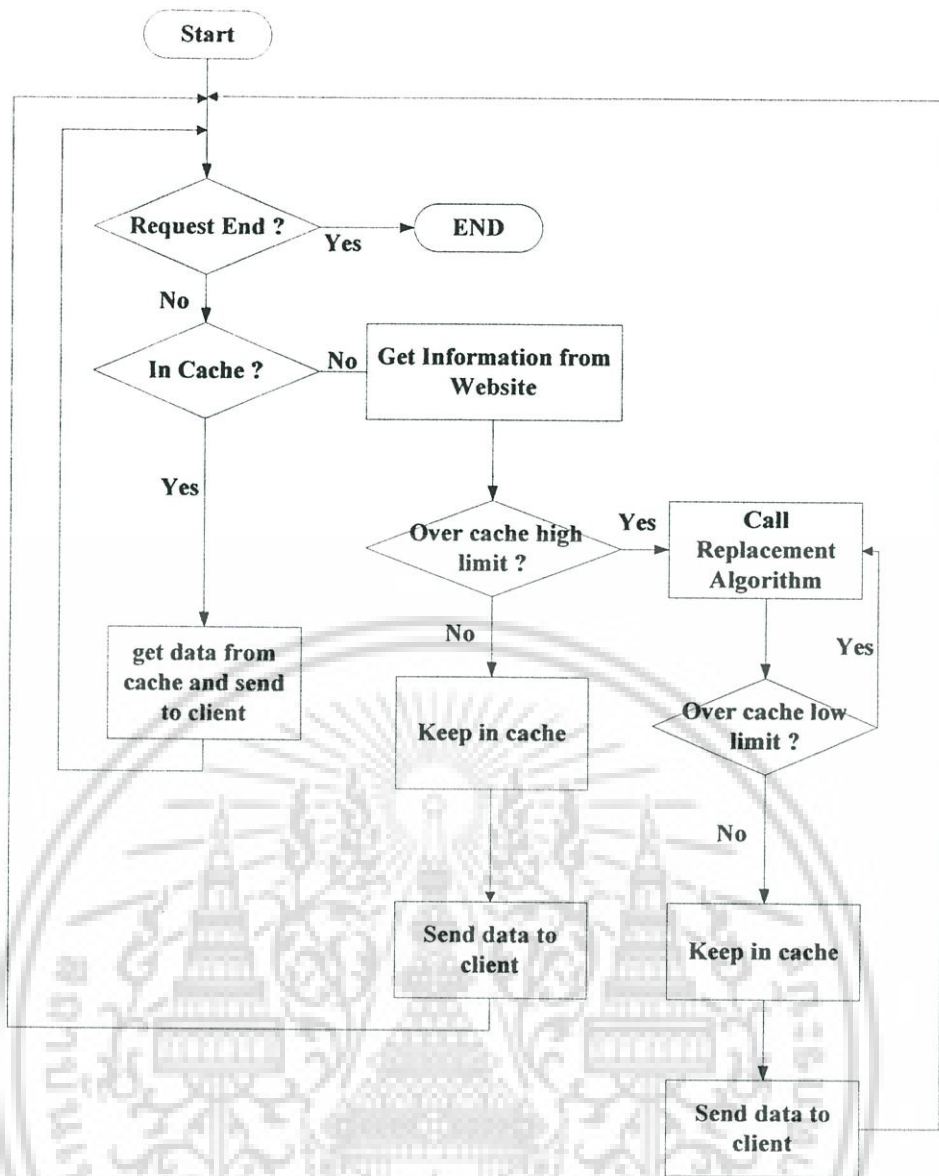 Start
Request End ?
Yes
END
No
In Cache ?
No
Get Information from
Website
Yes
Over cache high
limit ?
Yes
Call
Replacement
Algorithm
No
Yes
get data from
cache and send
to client
Keep in cache
Over cache low
limit ?
No
Send data to
client
Keep in cache
Send data to
client